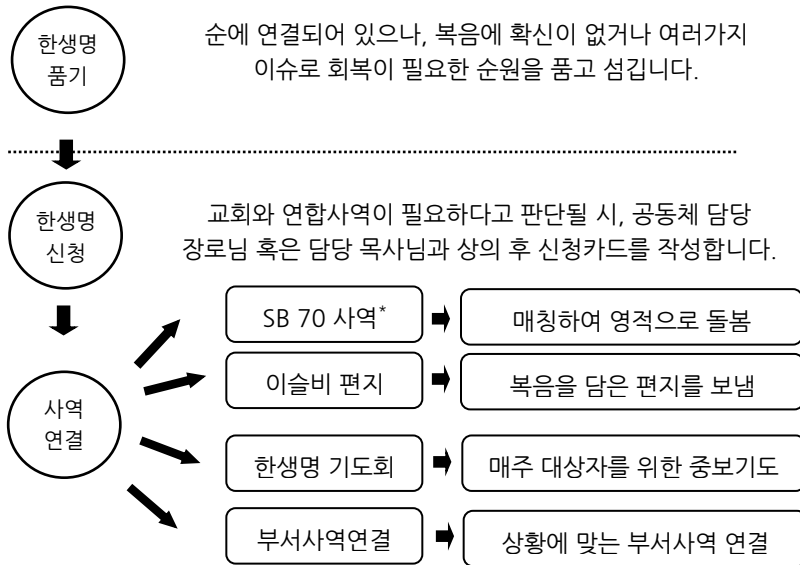 한생명
품기
순에 연결되어 있으나, 복음에 확신이 없거나 여러가지
이슈로 회복이 필요한 순원을 품고 섬깁니다.
한생명
신청
교회와 연합사역이 필요하다고 판단될 시, 공동체 담당
장로님 혹은 담당 목사님과 상의 후 신청카드를 작성합니다.
사역
연결
SB 70 사역*
매칭하여 영적으로 돌봄
이슬비 편지
복음을 담은 편지를 보냄
한생명 기도회
매주 대상자를 위한 중보기도
부서사역연결
상황에 맞는 부서사역 연결